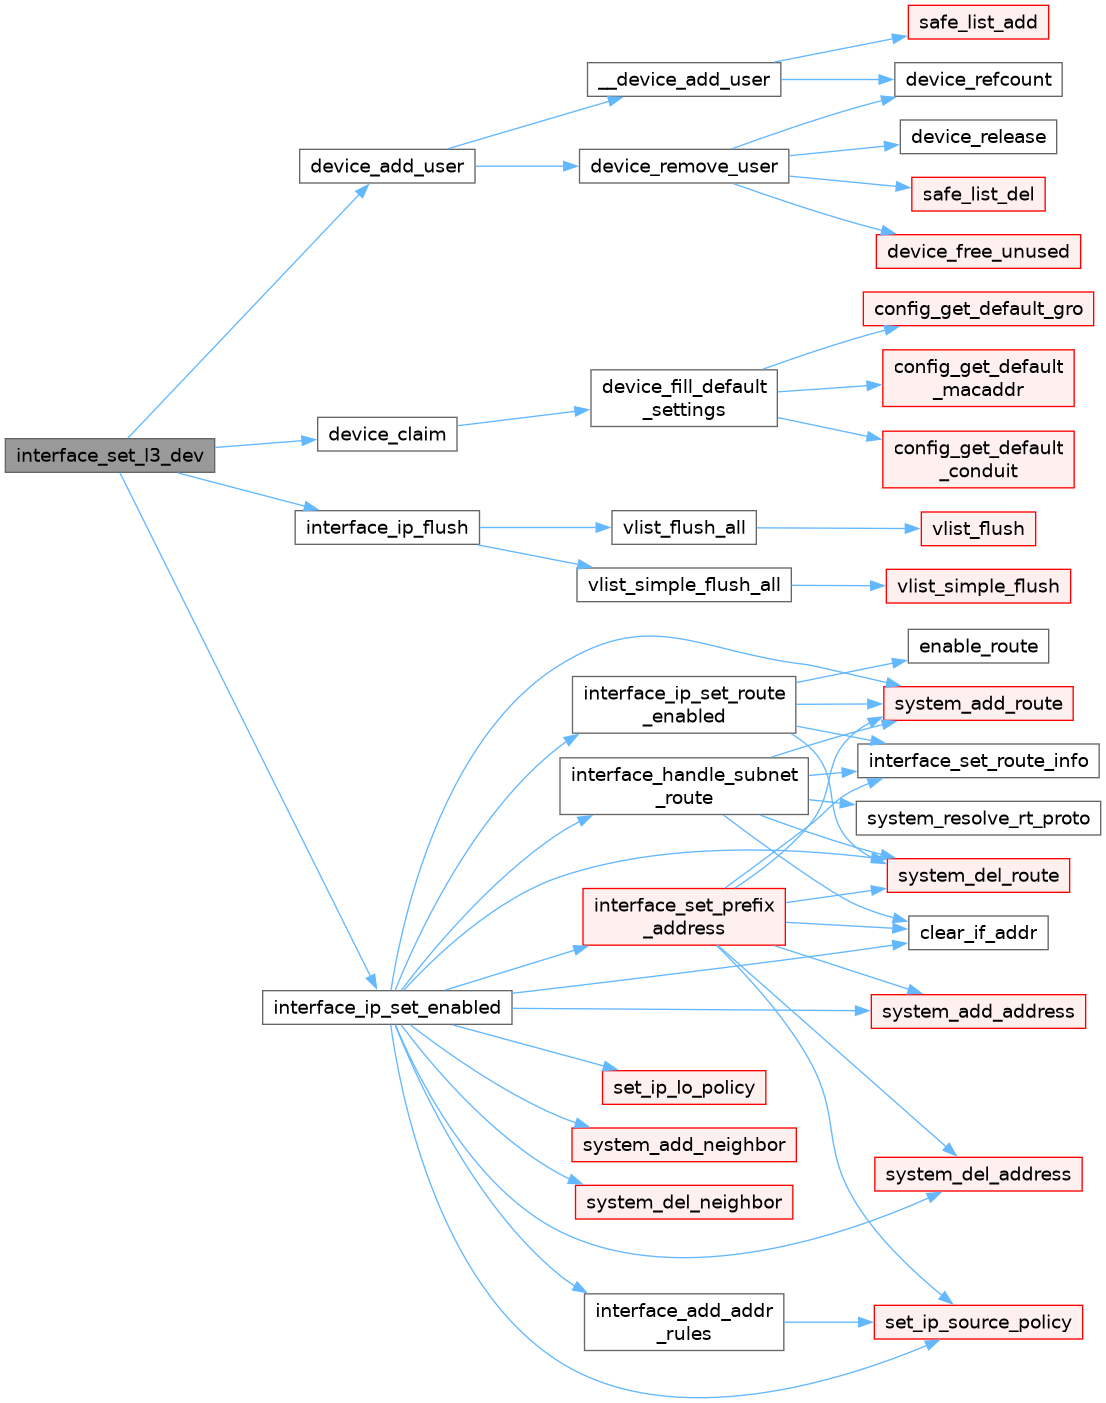 safe_list_add
__device_add_user
device_refcount
device_release
device_add_user
device_remove_user
safe_list_del
device_free_unused
config_get_default_gro
device_fill_default
_settings
config_get_default
_macaddr
device_claim
config_get_default
_conduit
interface_set_l3_dev
interface_ip_flush
vlist_flush_all
vlist_flush
vlist_simple_flush_all
vlist_simple_flush
enable_route
interface_ip_set_route
_enabled
system_add_route
interface_handle_subnet
_route
interface_set_route_info
system_resolve_rt_proto
system_del_route
interface_set_prefix
_address
clear_if_addr
interface_ip_set_enabled
system_add_address
set_ip_lo_policy
system_add_neighbor
system_del_address
system_del_neighbor
interface_add_addr
_rules
set_ip_source_policy